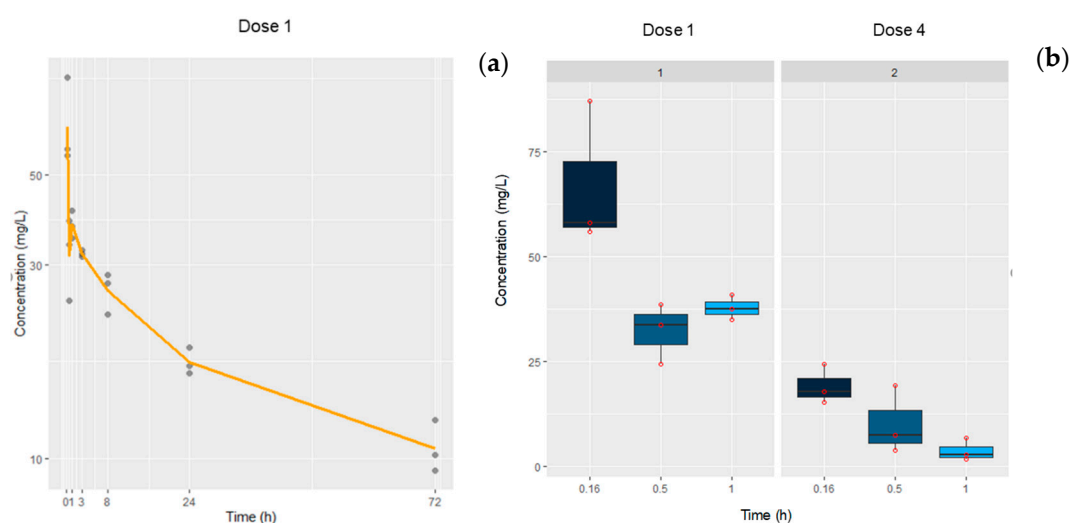 Dose 1
(a)
Concentration (mg/L)
50
30
10
0 1 3 8 24 72
Time (h)
Dose 1 Dose 4
(b)
1 2
Concentration (mg/L)
75
50
25
0
0.16 0.5 1 0.16 0.5 1
Time (h) Time (h)